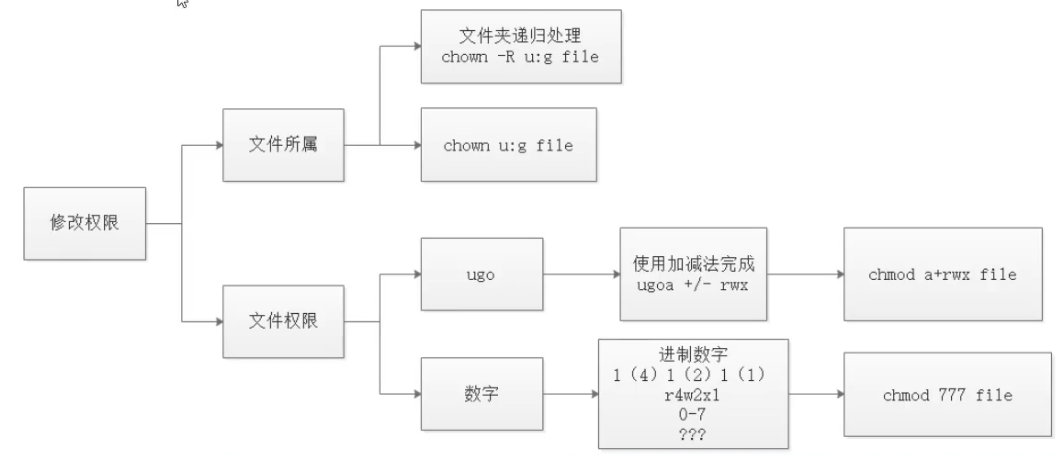 文件夹递归处理
chown -R u:g file
文件所属
chown u:g file
修改权限
ugo
使用加减法完成
ugoa +/- rwx
chmod a+rwx file
文件权限
数字
进制数字
1（4）1（2）1（1）
r4w2x1
0-7
???
chmod 777 file